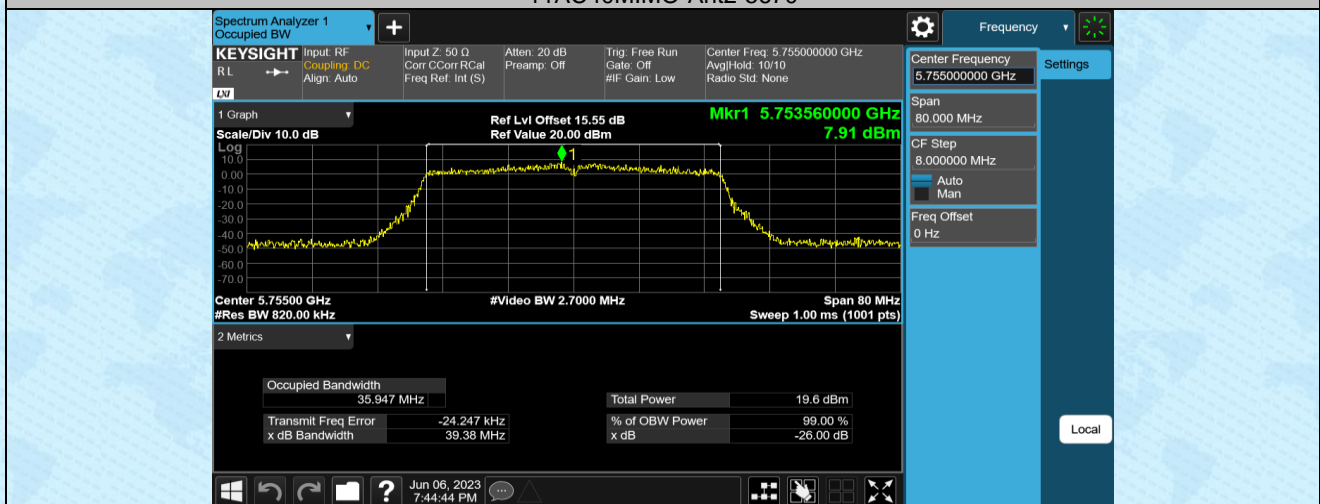 Spectrum Analyzer 1
Occupied BW
Frequency
KEYSIGHT
R L
LXI
Input: RF
Coupling: DC
Align: Auto
Input Z: 50 Ω
Corr CCorr RCal
Freq Ref: Int (S)
Atten: 20 dB
Preamp: Off
Trig: Free Run
Gate: Off
#IF Gain: Low
Center Freq: 5.755000000 GHz
Avg|Hold: 10/10
Radio Std: None
Center Frequency
5.755000000 GHz
Settings
Span
80.000 MHz
CF Step
8.000000 MHz
Auto
Man
Freq Offset
0 Hz
1 Graph
Scale/Div 10.0 dB
Ref Lvl Offset 15.55 dB
Ref Value 20.00 dBm
Mkr1 5.753560000 GHz
7.91 dBm
Log
10.0
0.00
-10.0
-20.0
-30.0
-40.0
-50.0
-60.0
-70.0
1
Center 5.75500 GHz
#Res BW 820.00 kHz
#Video BW 2.7000 MHz
Span 80 MHz
Sweep 1.00 ms (1001 pts)
2 Metrics
Occupied Bandwidth
35.947 MHz
Transmit Freq Error -24.247 kHz
x dB Bandwidth 39.38 MHz
Total Power 19.6 dBm
% of OBW Power 99.00 %
x dB -26.00 dB
Local
Jun 06, 2023
7:44:44 PM